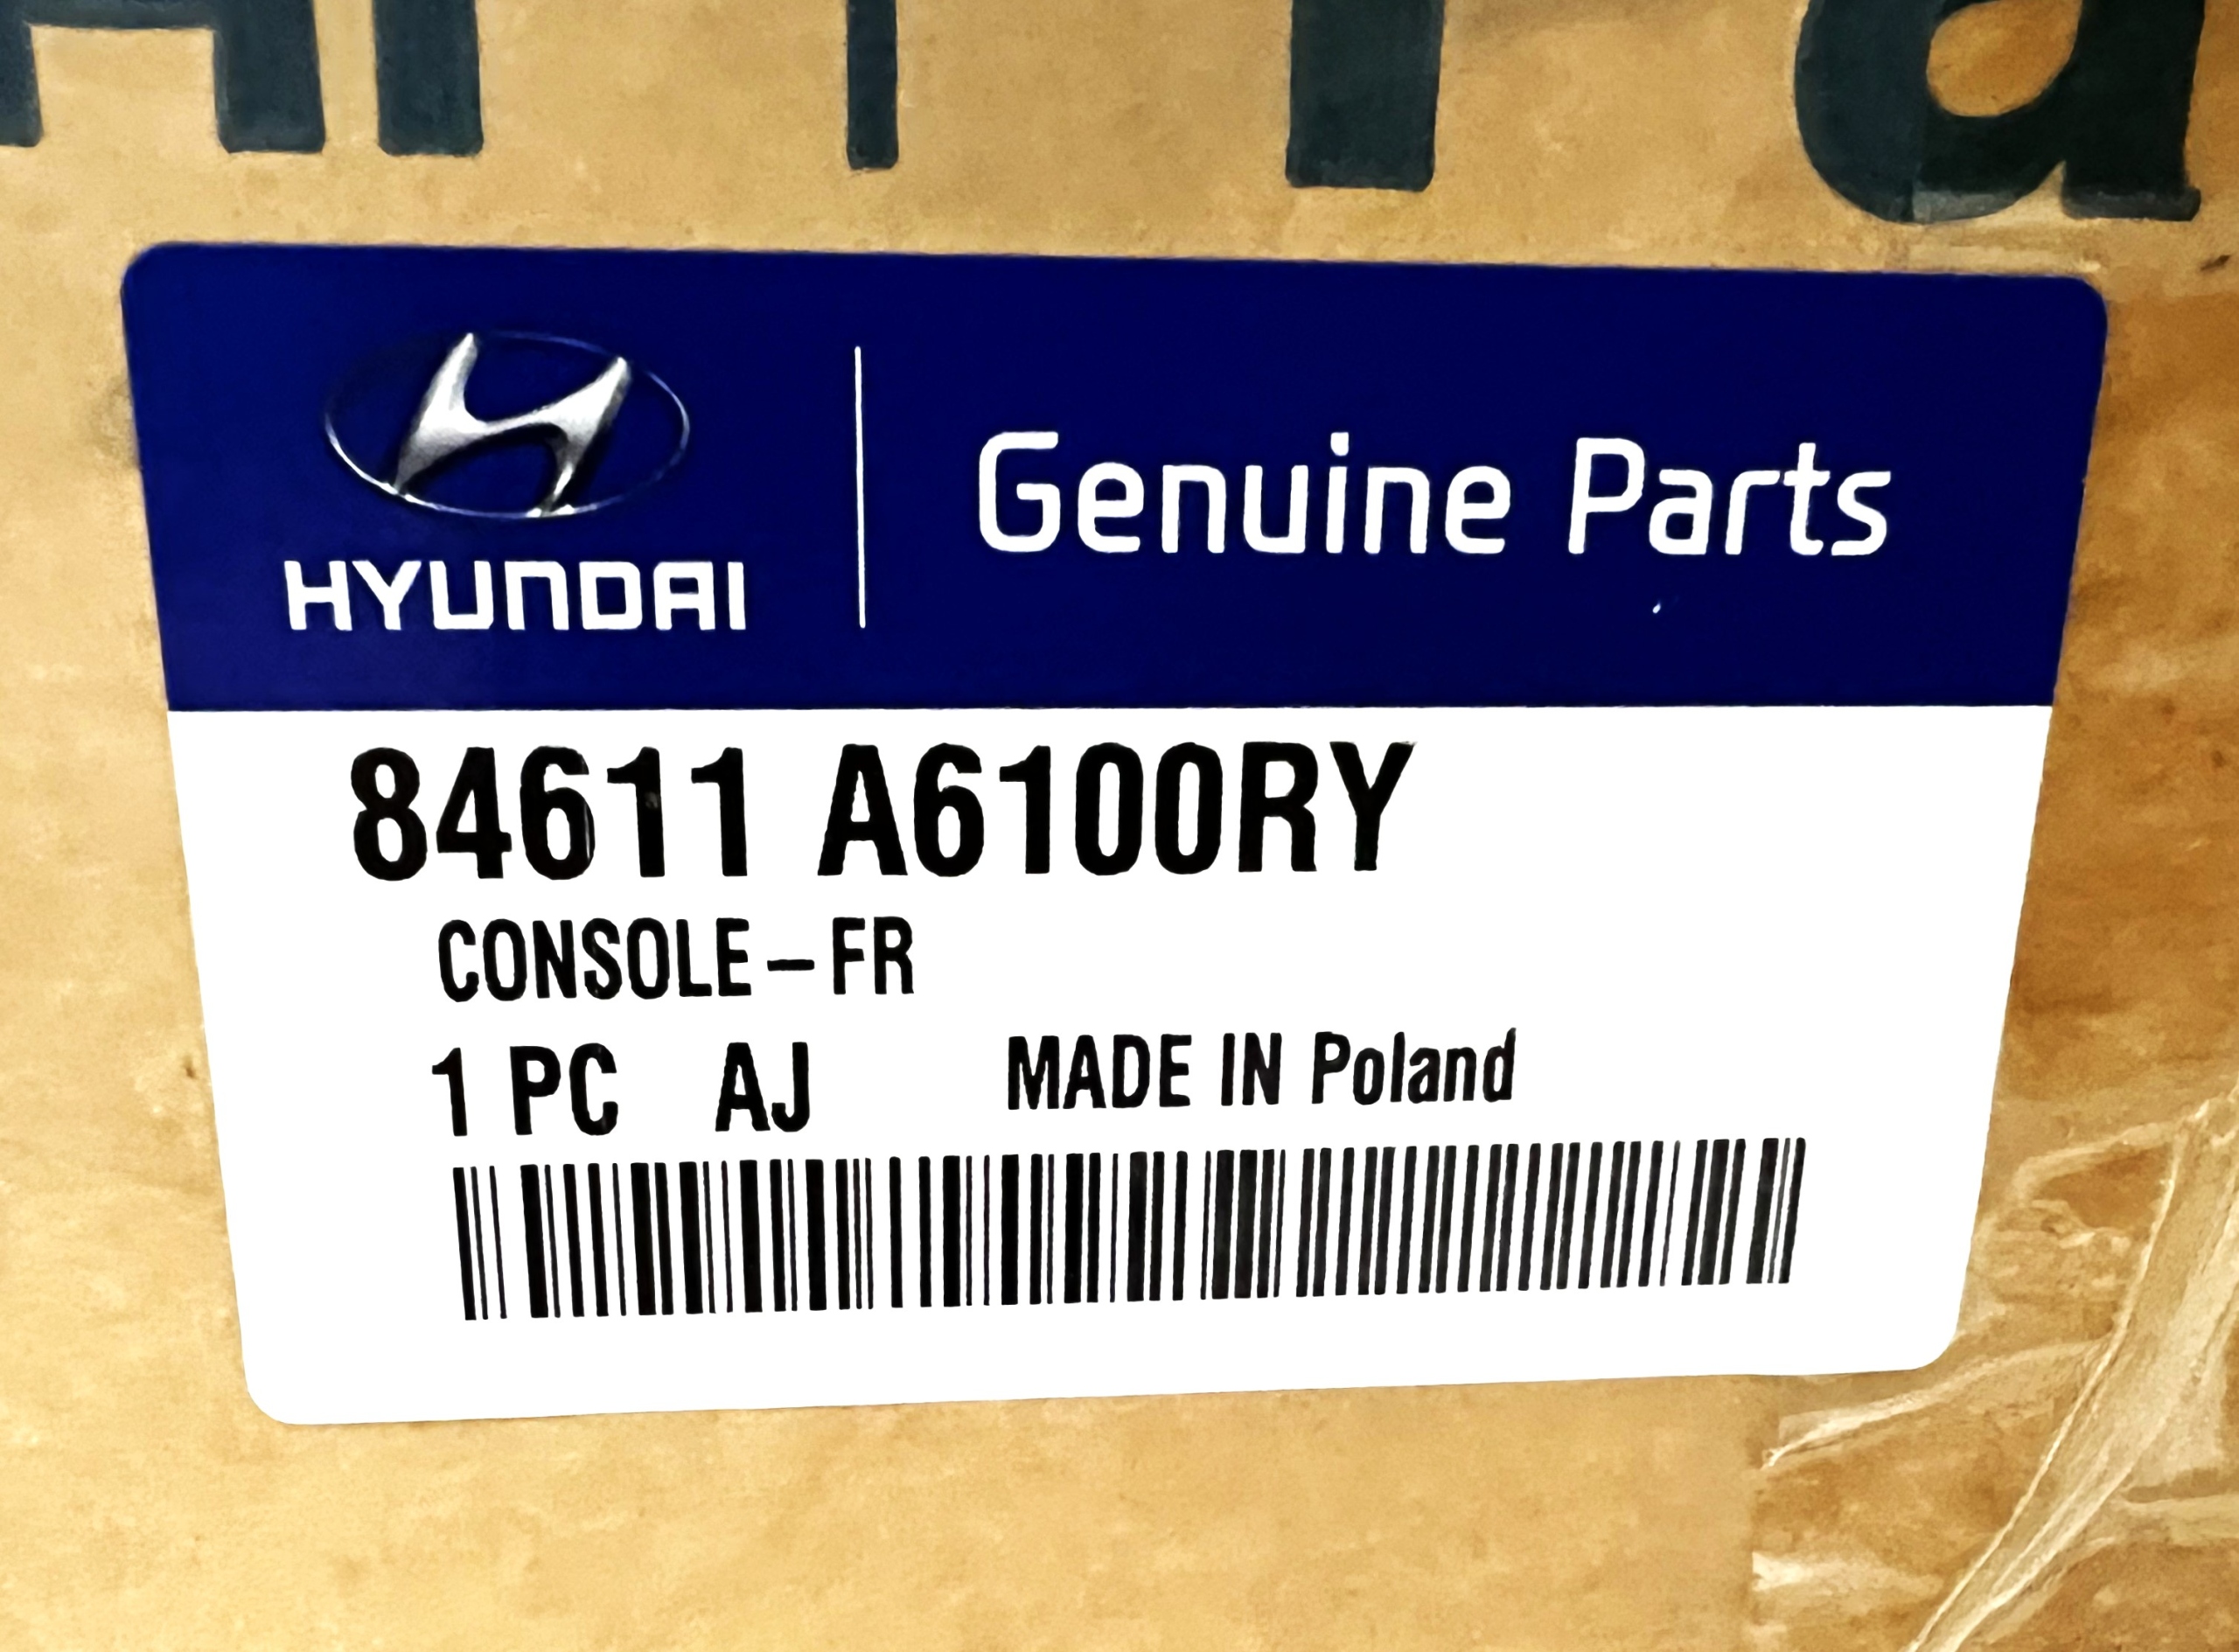 HYUNDAI
Genuine Parts
84611 A6100RY
CONSOLE-FR
1 PC AJ MADE IN Poland